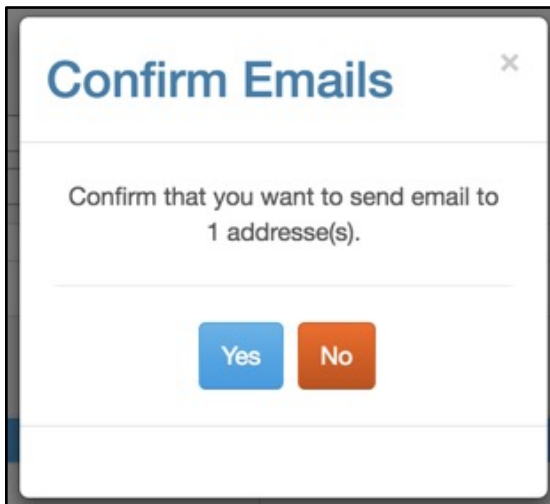 Confirm Emails
×
Confirm that you want to send email to
1 addresse(s).
Yes No